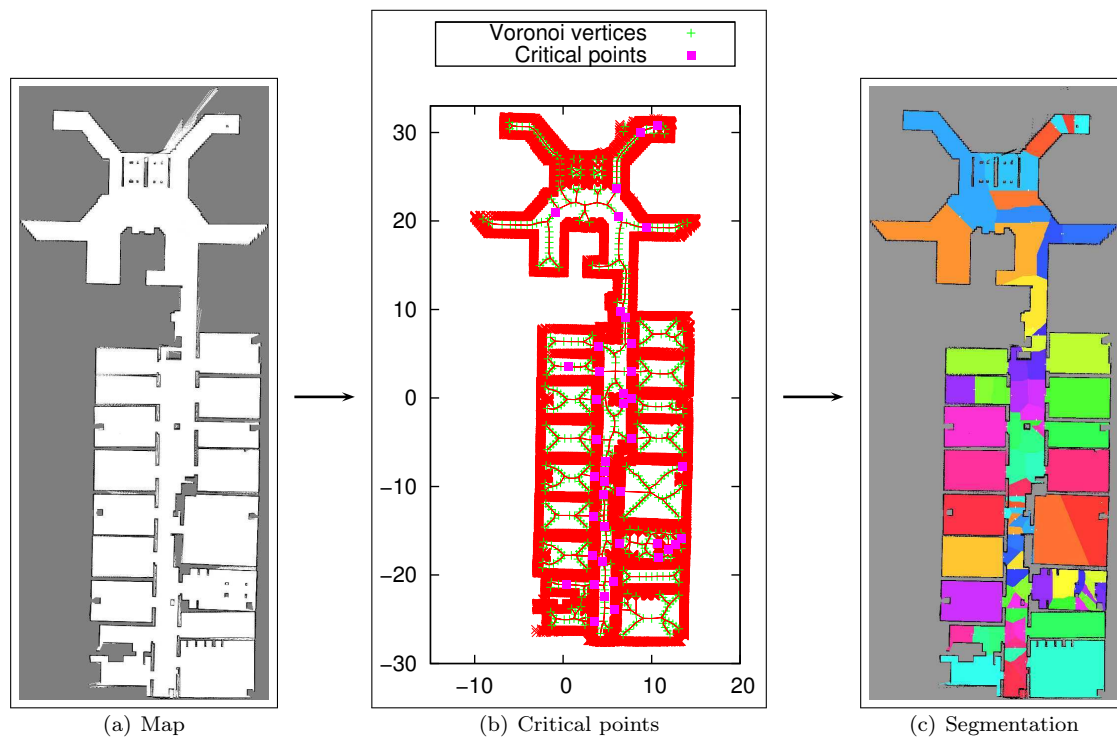 Voronoi vertices
Critical points
30
20
10
0
−10
−20
−30
−10 0 10 20
(a) Map
(b) Critical points
(c) Segmentation